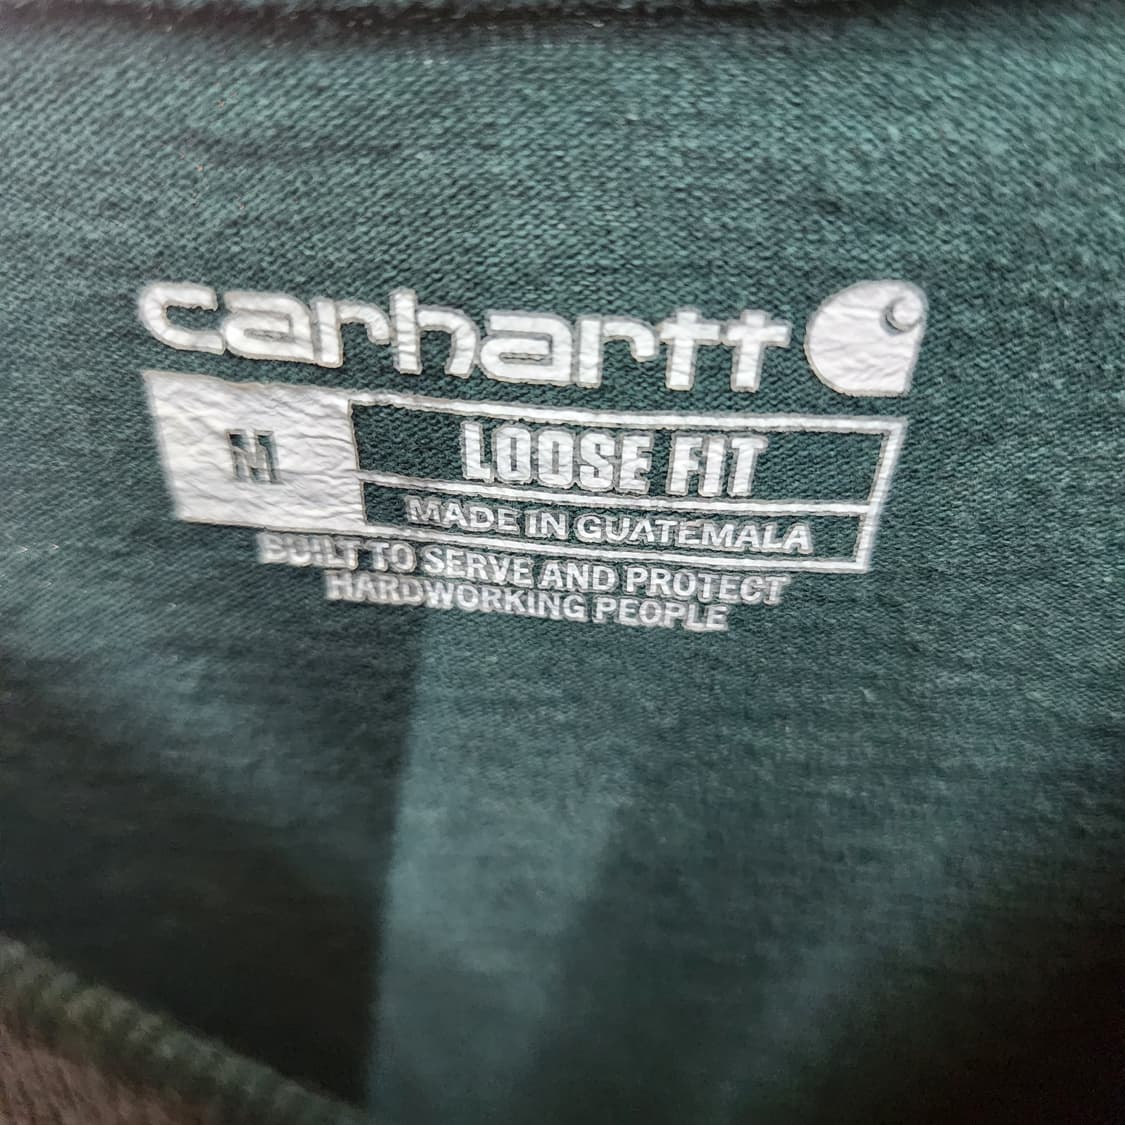 carhartt
M
LOOSE FIT
MADE IN GUATEMALA
BUILT TO SERVE AND PROTECT
HARDWORKING PEOPLE